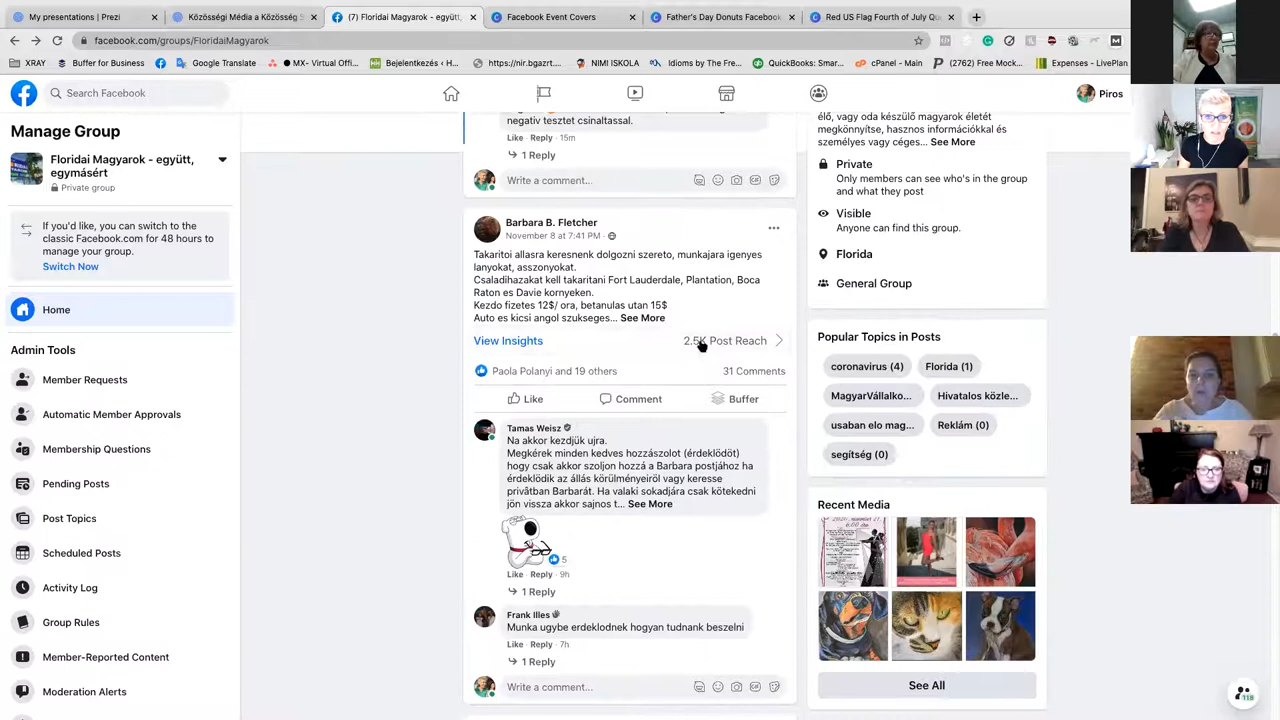 My presentations | Prezi
Közösségi Média a Közösség S
(7) Floridai Magyarok - együtt,
Facebook Event Covers
Father's Day Donuts Facebook
Red US Flag Fourth of July Qu
facebook.com/groups/FloridaiMagyarok
XRAY
Buffer for Business
Google Translate
MX- Virtual Offi...
Bejelentkezés ‹ H...
https://nir.bgazrt....
NIMI ISKOLA
Idioms by The Fre...
QuickBooks: Smar...
cPanel - Main
(2762) Free Mock...
Expenses - LivePlan
Search Facebook
Piros
Manage Group
Floridai Magyarok - együtt,
egymásért
Private group
If you'd like, you can switch to the
classic Facebook.com for 48 hours to
manage your group.
Switch Now
Home
Admin Tools
Member Requests
Automatic Member Approvals
Membership Questions
Pending Posts
Post Topics
Scheduled Posts
Activity Log
Group Rules
Member-Reported Content
Moderation Alerts
negativ tesztet csinaltassal.
Like · Reply · 15m
1 Reply
Write a comment...
GIF
Barbara B. Fletcher
November 8 at 7:41 PM ·
Takaritoi allasra keresnenk dolgozni szereto, munkajara igenyes
lanyokat, asszonyokat.
Csaladihazakat kell takaritani Fort Lauderdale, Plantation, Boca
Raton es Davie kornyeken.
Kezdo fizetes 12$/ ora, betanulas utan 15$
Auto es kicsi angol szukseges... See More
View Insights
2.5K Post Reach
Paola Polanyi and 19 others
31 Comments
Like
Comment
Buffer
Tamas Weisz
Na akkor kezdjük ujra.
Megkérek minden kedves hozzászolot (érdeklödöt)
hogy csak akkor szoljon hozzá a Barbara postjához ha
érdeklödik az állás körülményeiröl vagy keresse
privåtban Barbarát. Ha valaki sokadjára csak kötekedni
jön vissza akkor sajnos t... See More
5
Like · Reply · 9h
1 Reply
Frank Illes
Munka ugybe erdeklodnek hogyan tudnank beszelni
Like · Reply · 7h
1 Reply
Write a comment...
GIF
élő, vagy oda készülő magyarok életét
megkönnyítse, hasznos információkkal és
személyes vagy céges... See More
Private
Only members can see who's in the group
and what they post
Visible
Anyone can find this group.
Florida
General Group
Popular Topics in Posts
coronavirus (4)
Florida (1)
MagyarVállalko...
Hivatalos közle...
usaban elo mag...
Reklám (0)
segítség (0)
Recent Media
See All
118